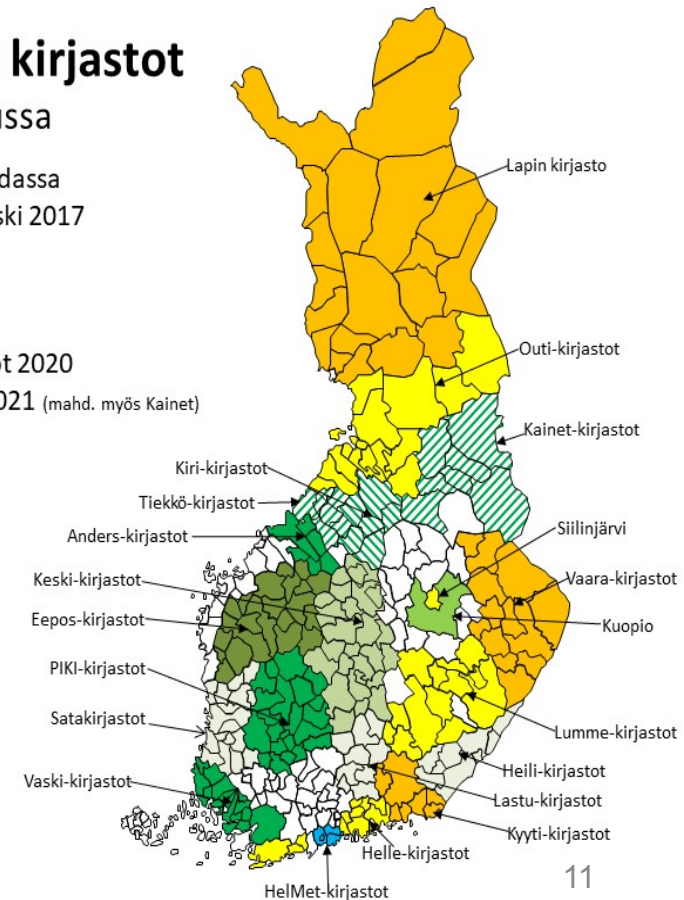 kirjastot
ssa
dassa
ski 2017
ot 2020
021 (mahd. myös Kainet)
Lapin kirjasto
Outi-kirjastot
Kainet-kirjastot
Kiri-kirjastot
Tiekkö-kirjastot
Anders-kirjastot
Siilinjärvi
Keski-kirjastot
Vaara-kirjastot
Eepos-kirjastot
Kuopio
PIKI-kirjastot
Satakirjastot
Lumme-kirjastot
Heili-kirjastot
Vaski-kirjastot
Lastu-kirjastot
Kyyti-kirjastot
Helle-kirjastot
HelMet-kirjastot
11